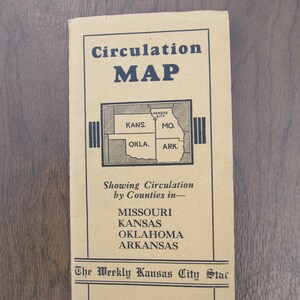 Circulation
MAP
KANSAS CITY
KANS.
MO.
OKLA.
ARK.
Showing Circulation
by Counties in—
MISSOURI
KANSAS
OKLAHOMA
ARKANSAS
The Weekly Kansas City Star